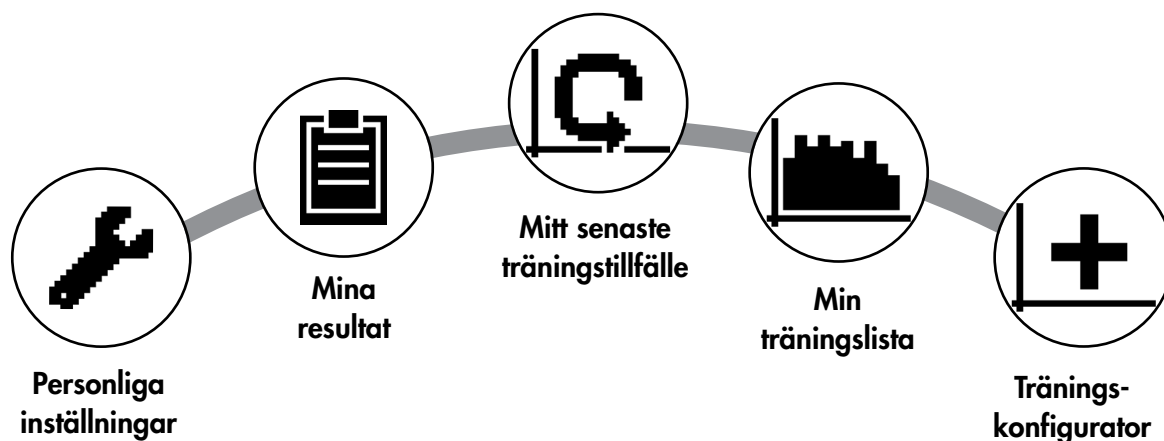 Personliga
inställningar
Mina
resultat
Mitt senaste
träningstillfälle
Min
träningslista
Tränings-
konfigurator